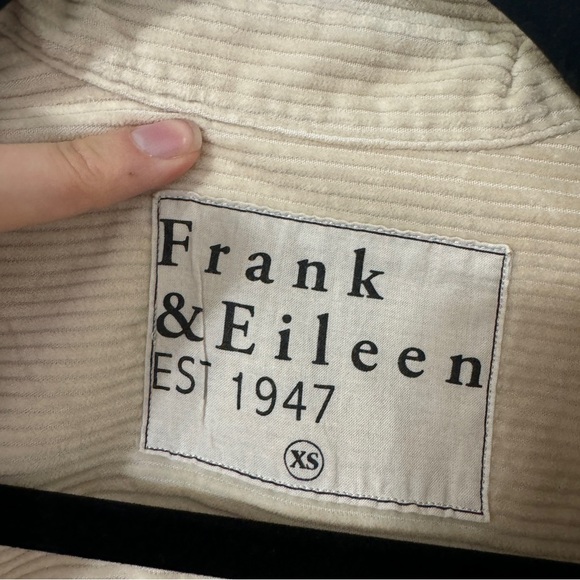 Frank
&Eileen
EST 1947
XS